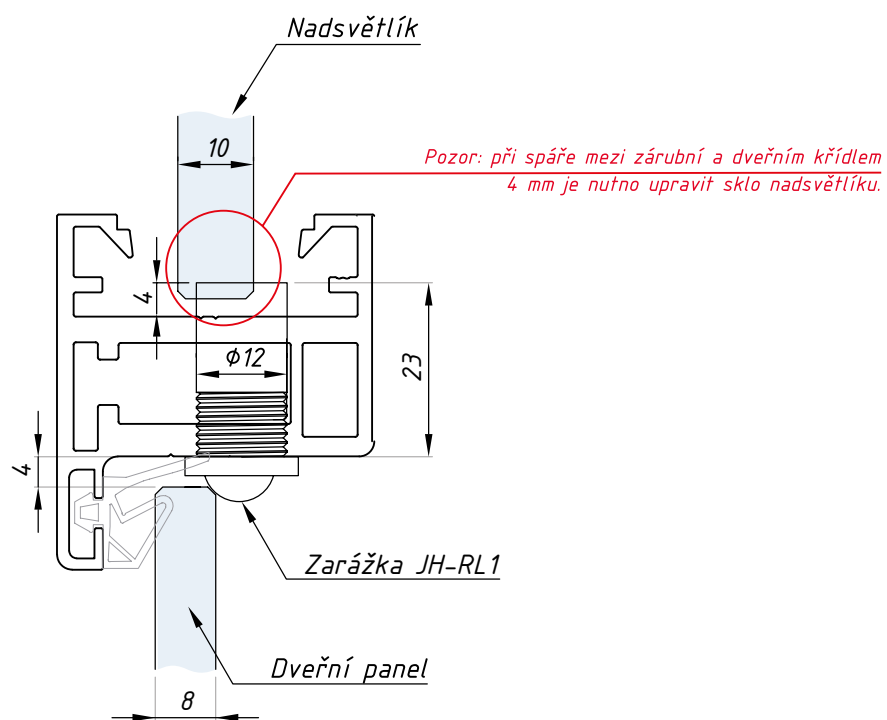 Nadsvětlík
10
Pozor: při spáře mezi zárubní a dveřním křídlem
4 mm je nutno upravit sklo nadsvětlíku.
4
ϕ12
23
4
Zarážka JH-RL1
Dveřní panel
8